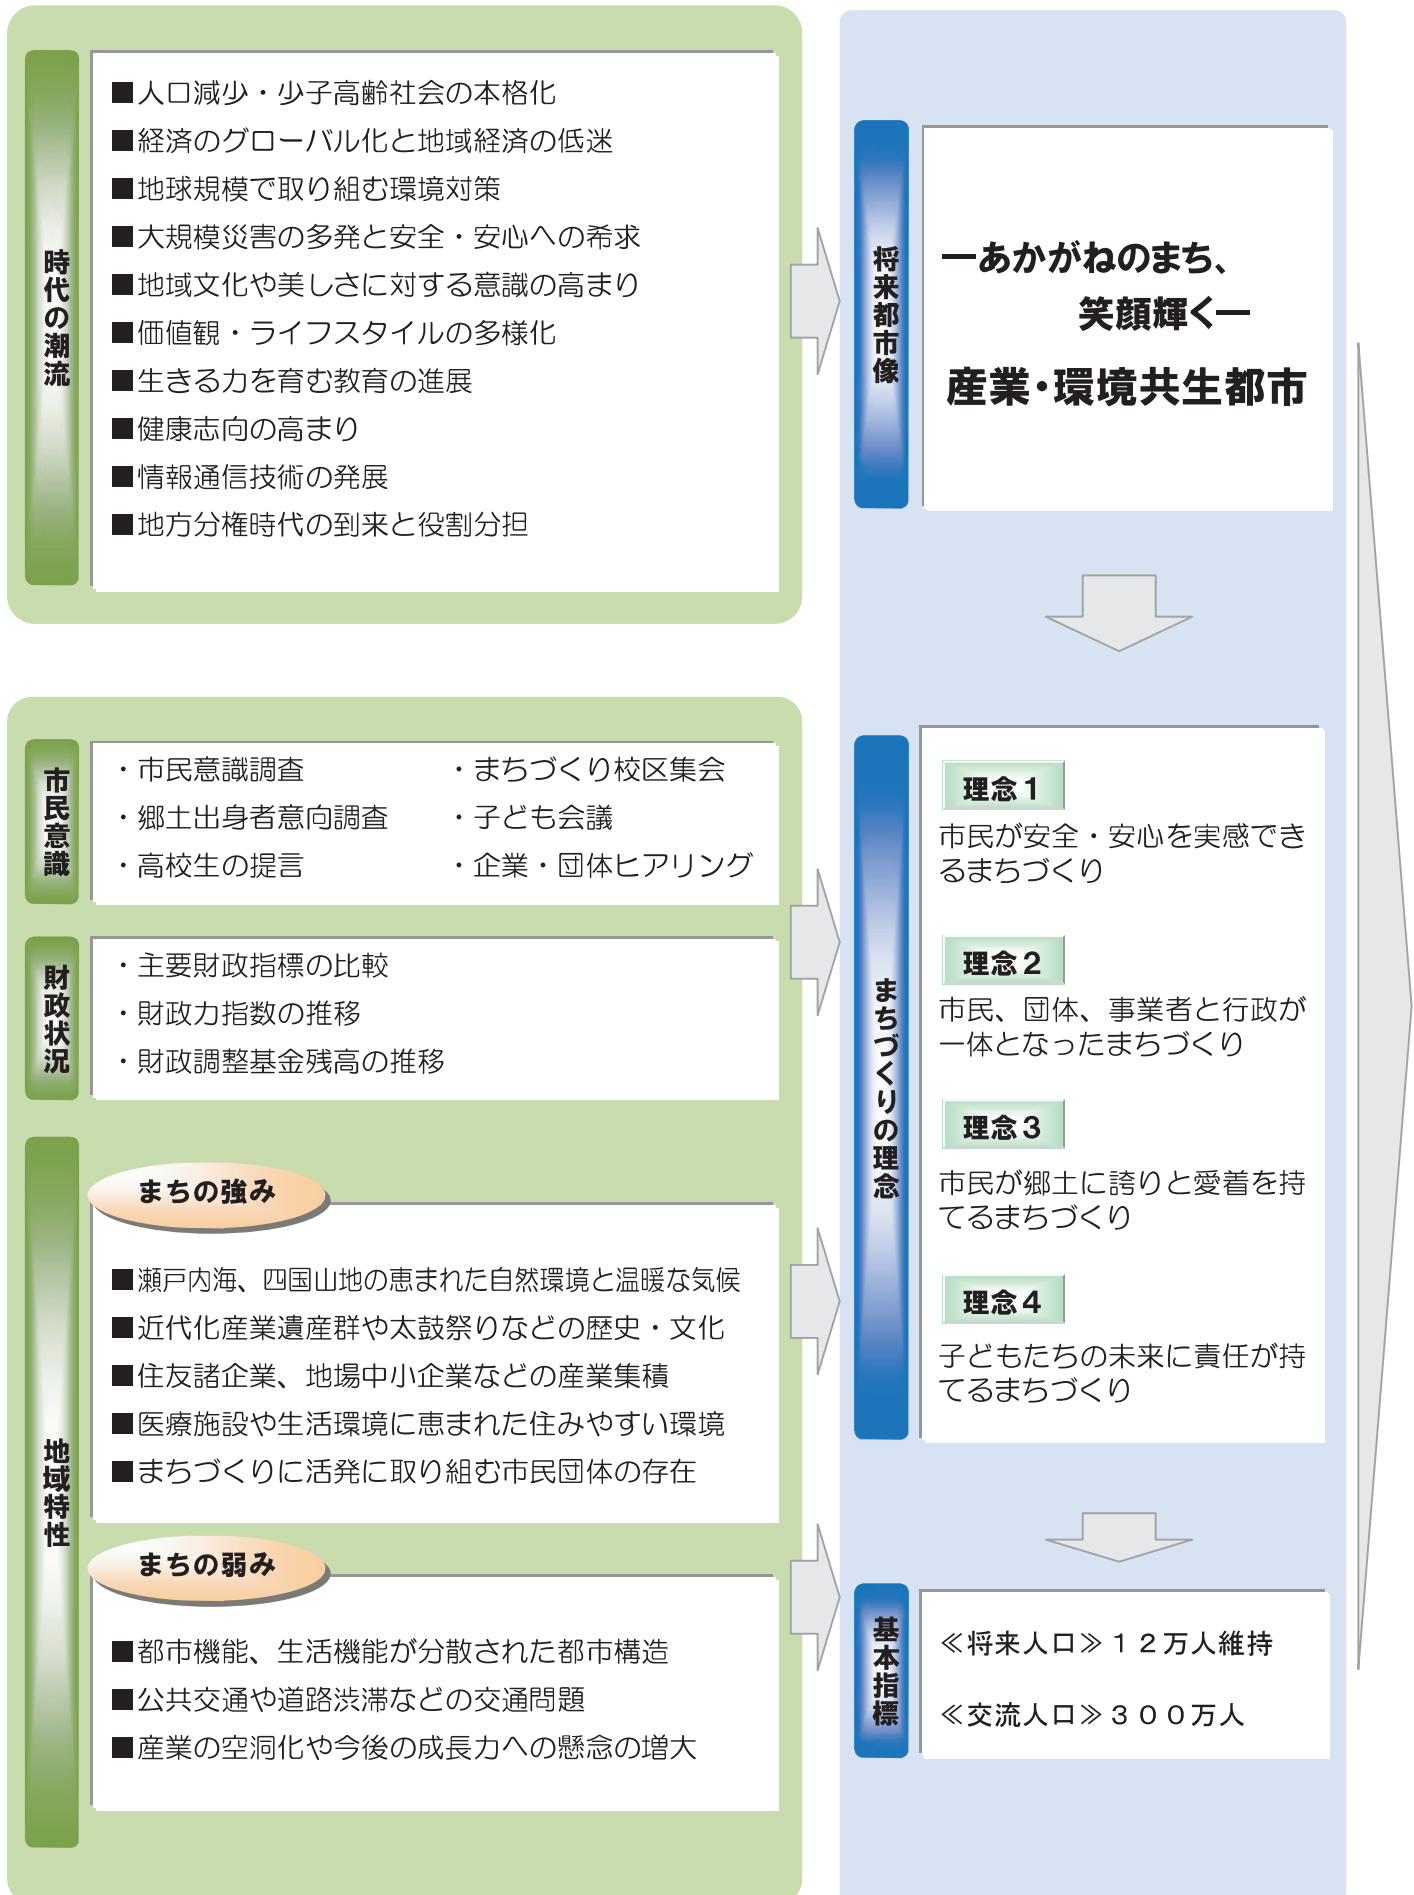 時代の潮流
■人口減少・少子高齢社会の本格化
■経済のグローバル化と地域経済の低迷
■地球規模で取り組む環境対策
■大規模災害の多発と安全・安心への希求
■地域文化や美しさに対する意識の高まり
■価値観・ライフスタイルの多様化
■生きる力を育む教育の進展
■健康志向の高まり
■情報通信技術の発展
■地方分権時代の到来と役割分担
市民意識
・市民意識調査
・まちづくり校区集会
・郷土出身者意向調査
・子ども会議
・高校生の提言
・企業・団体ヒアリング
財政状況
・主要財政指標の比較
・財政力指数の推移
・財政調整基金残高の推移
地域特性
まちの強み
■瀬戸内海、四国山地の恵まれた自然環境と温暖な気候
■近代化産業遺産群や太鼓祭りなどの歴史・文化
■住友諸企業、地場中小企業などの産業集積
■医療施設や生活環境に恵まれた住みやすい環境
■まちづくりに活発に取り組む市民団体の存在
まちの弱み
■都市機能、生活機能が分散された都市構造
■公共交通や道路渋滞などの交通問題
■産業の空洞化や今後の成長力への懸念の増大
将来都市像
―あかがねのまち、
笑顔輝く―
産業・環境共生都市
まちづくりの理念
理念１
市民が安全・安心を実感でき
るまちづくり
理念２
市民、団体、事業者と行政が
一体となったまちづくり
理念３
市民が郷土に誇りと愛着を持
てるまちづくり
理念４
子どもたちの未来に責任が持
てるまちづくり
基本指標
≪将来人口≫１２万人維持
≪交流人口≫３００万人